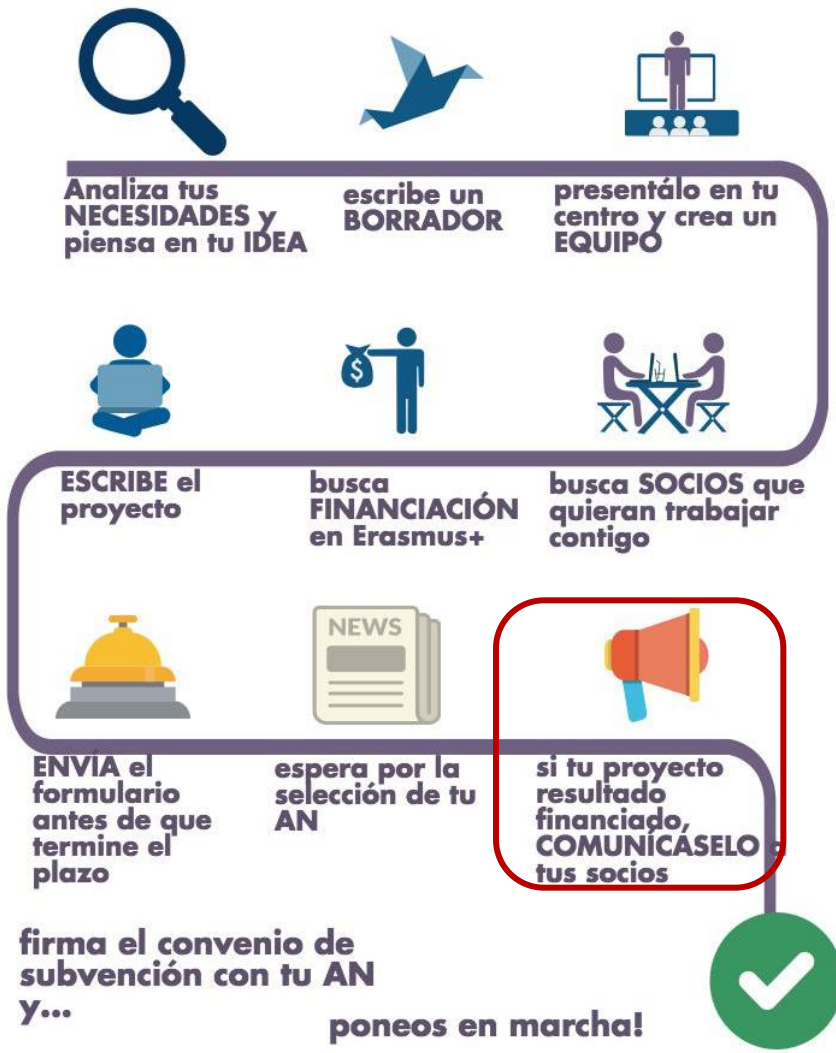 Analiza tus
NECESIDADES y
piensa en tu IDEA
escribe un
BORRADOR
presentálo en tu
centro y crea un
EQUIPO
busca SOCIOS que
quieran trabajar
contigo
$
busca
FINANCIACIÓN
en Erasmus+
ESCRIBE el
proyecto
ENVÍA el
formulario
antes de que
termine el
plazo
NEWS
espera por la
selección de tu
AN
si tu proyecto
resultado
financiado,
COMUNÍCASELO a
tus socios
firma el convenio de
subvención con tu AN
y...
poneos en marcha!